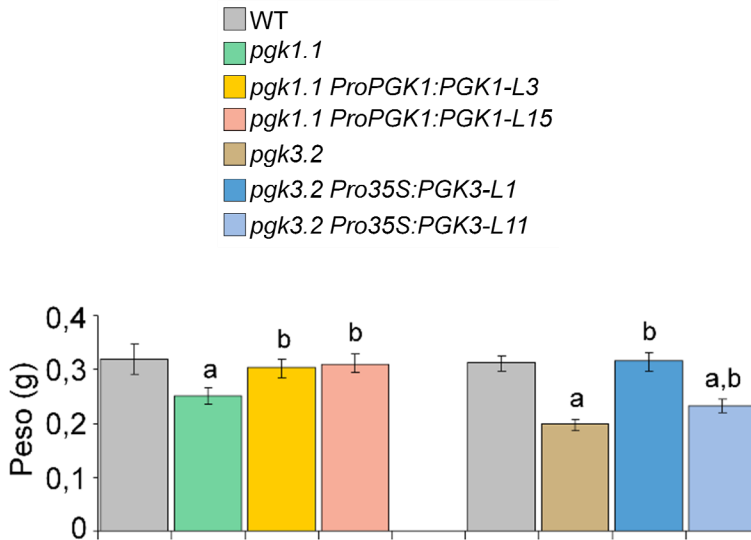 WT
pgk1.1
pgk1.1 ProPGK1:PGK1-L3
pgk1.1 ProPGK1:PGK1-L15
pgk3.2
pgk3.2 Pro35S:PGK3-L1
pgk3.2 Pro35S:PGK3-L11
Peso (g)
0,4
0,3
0,2
0,1
0
a
b
b
a
b
a,b